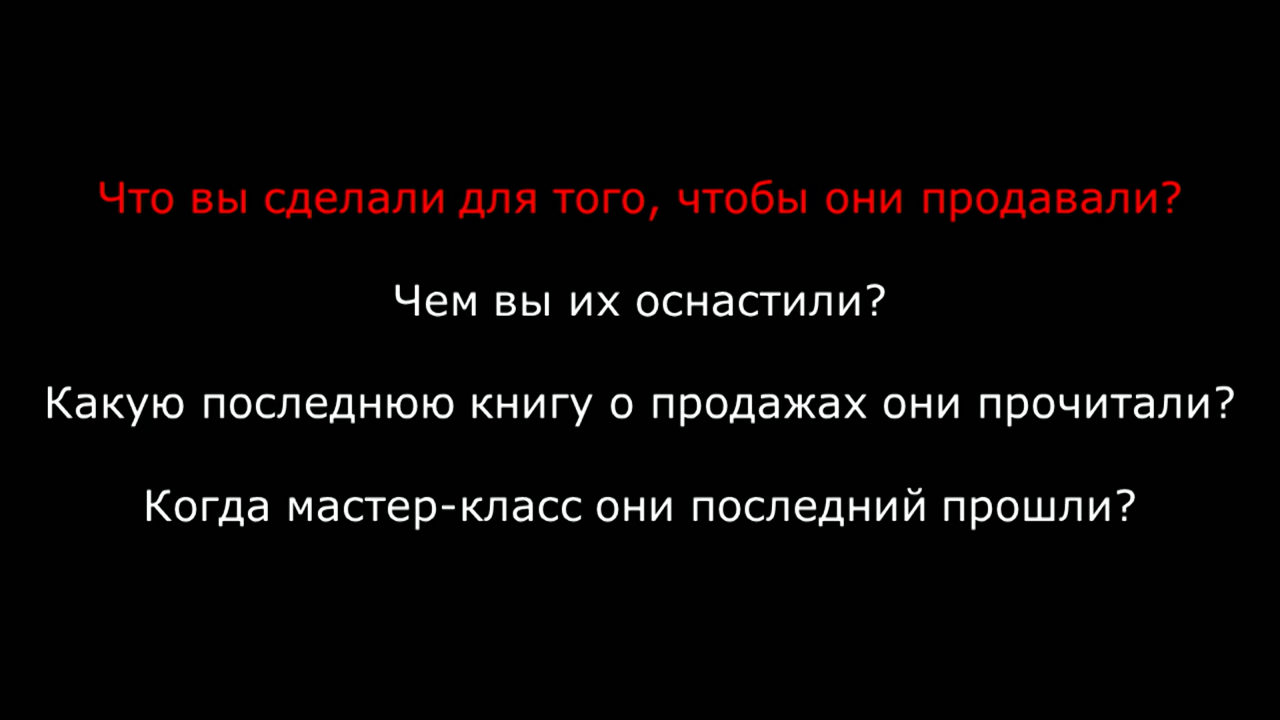 Что вы сделали для того, чтобы они продавали?
Чем вы их оснастили?
Какую последнюю книгу о продажах они прочитали?
Когда мастер-класс они последний прошли?